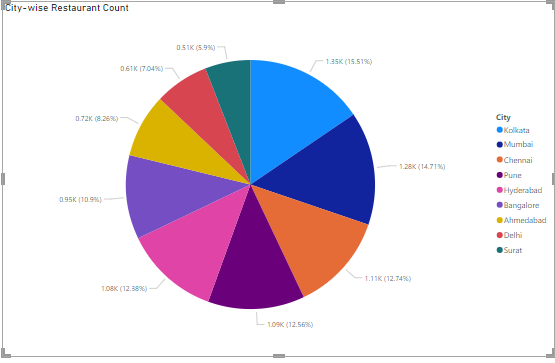 City-wise Restaurant Count
0.51K (5.9%)
1.35K (15.51%)
0.61K (7.04%)
0.72K (8.26%)
1.28K (14.71%)
0.95K (10.9%)
1.11K (12.74%)
1.08K (12.38%)
1.09K (12.56%)
City
Kolkata
Mumbai
Chennai
Pune
Hyderabad
Bangalore
Ahmedabad
Delhi
Surat